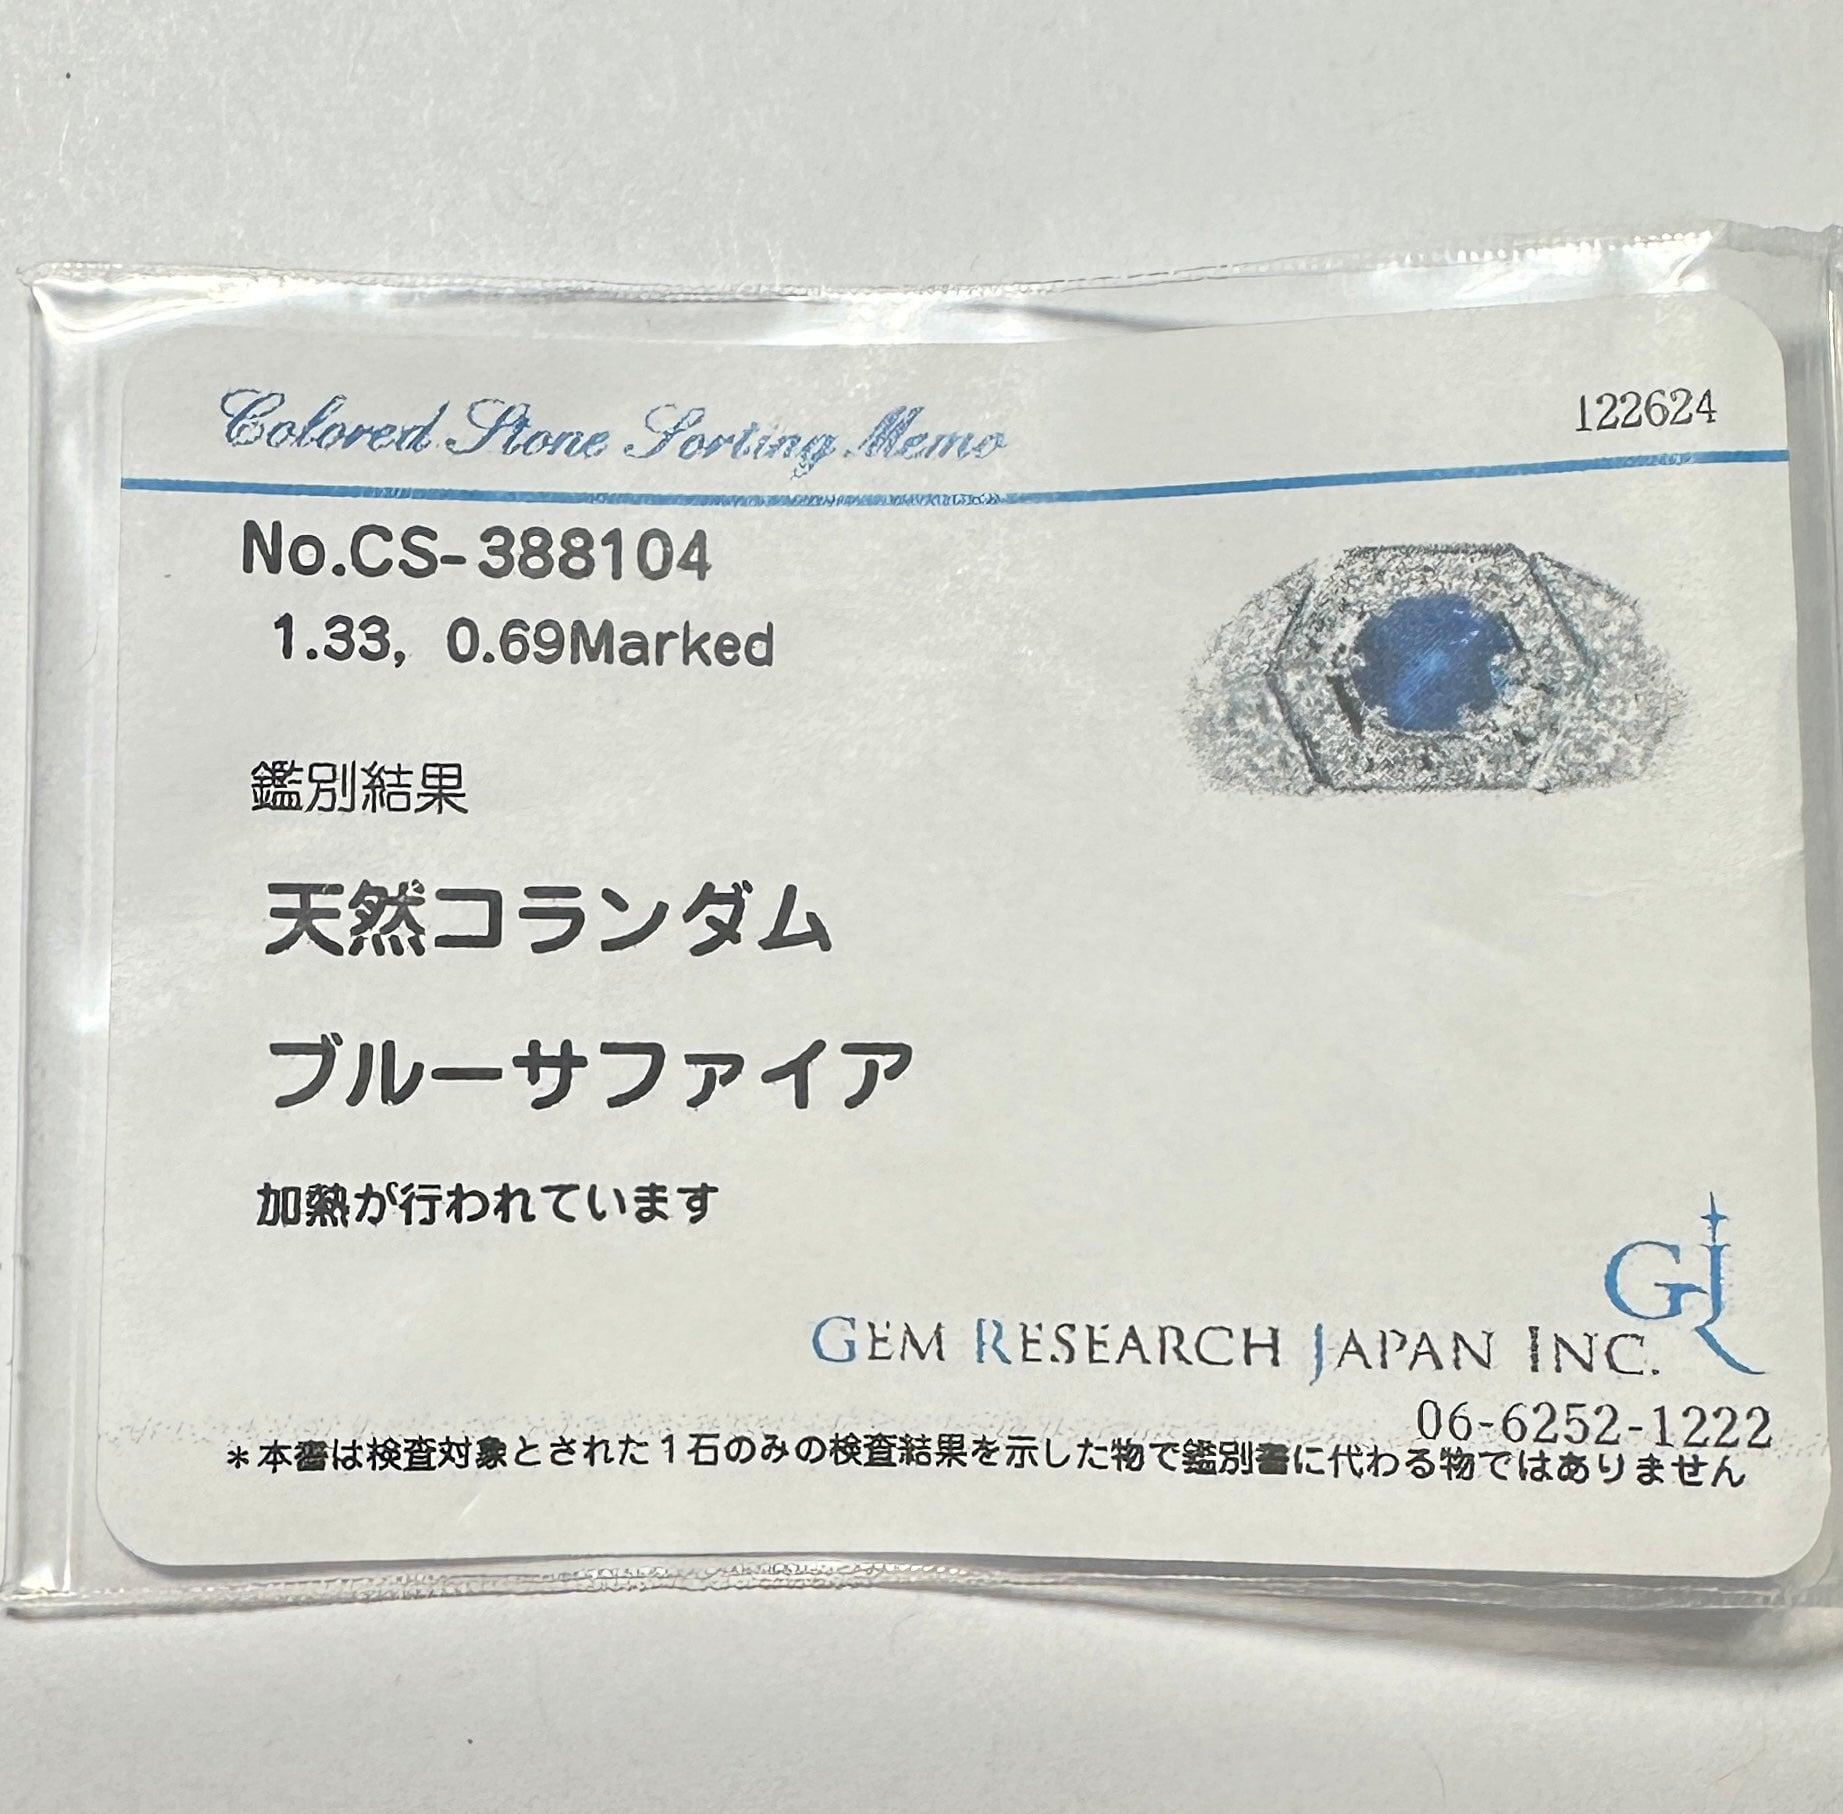 Colored Stone Sorting Memo
122624
No.CS-388104
1.33, 0.69Marked
鑑別結果
天然コランダム
ブルーサファイア
加熱が行われています
GJR
GEM RESEARCH JAPAN INC.
06-6252-1222
*本書は検査対象とされた1石のみの検査結果を示した物で鑑別書に代わる物ではありません